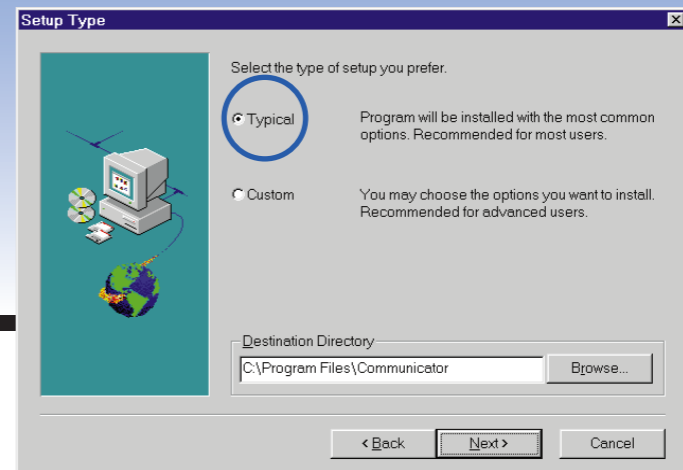 Setup Type
Select the type of setup you prefer.
Typical
Program will be installed with the most common
options. Recommended for most users.
Custom
You may choose the options you want to install.
Recommended for advanced users.
Destination Directory
C:\Program Files\Communicator
Browse...
< Back
Next >
Cancel